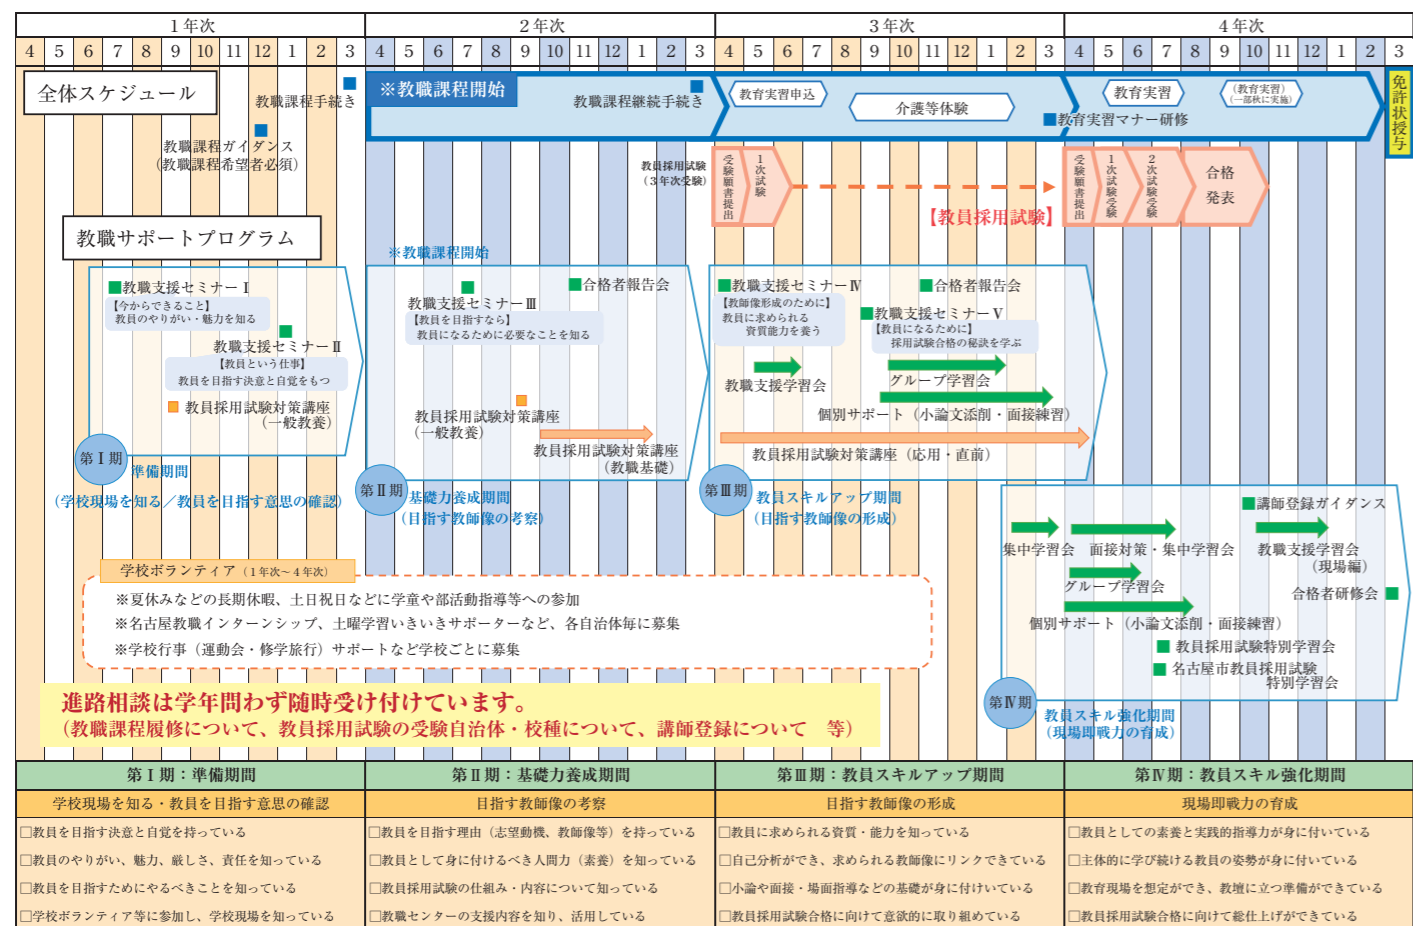 1年次 2年次 3年次 4年次
4 5 6 7 8 9 10 11 12 1 2 3 4 5 6 7 8 9 10 11 12 1 2 3 4 5 6 7 8 9 10 11 12 1 2 3 4 5 6 7 8 9 10 11 12 1 2 3
全体スケジュール
教職課程手続き
教職課程ガイダンス
（教職課程希望者必須）
※教職課程開始
教職課程継続手続き
教育実習申込
介護等体験
教育実習マナー研修
教育実習
（教育実習）
（一部秋に実施）
免許状授与
教員採用試験
（３年次受験）
受験願書提出
1次試験
【教員採用試験】
受験願書提出
1次試験受験
2次試験受験
合格
発表
教職サポートプログラム
教職支援セミナーⅠ
【今からできること】
教員のやりがい・魅力を知る
教職支援セミナーⅡ
【教員という仕事】
教員を目指す決意と自覚をもつ
教員採用試験対策講座
（一般教養）
第Ⅰ期
準備期間
（学校現場を知る／教員を目指す意思の確認）
※教職課程開始
合格者報告会
教職支援セミナーⅢ
【教員を目指すなら】
教員になるために必要なことを知る
教員採用試験対策講座
（一般教養）
教員採用試験対策講座
（教職基礎）
第Ⅱ期
基礎力養成期間
（目指す教師像の考察）
教職支援セミナーⅣ
【教師像形成のために】
教員に求められる
資質能力を養う
合格者報告会
教職支援セミナーⅤ
【教員になるために】
採用試験合格の秘訣を学ぶ
教職支援学習会
グループ学習会
個別サポート（小論文添削・面接練習）
教員採用試験対策講座（応用・直前）
第Ⅲ期
教員スキルアップ期間
（目指す教師像の形成）
講師登録ガイダンス
集中学習会
面接対策・集中学習会
教職支援学習会
（現場編）
グループ学習会
合格者研修会
個別サポート（小論文添削・面接練習）
教員採用試験特別学習会
名古屋市教員採用試験
特別学習会
第Ⅳ期
教員スキル強化期間
（現場即戦力の育成）
学校ボランティア（１年次～４年次）
※夏休みなどの長期休暇、土日祝日などに学童や部活動指導等への参加
※名古屋教職インターンシップ、土曜学習いきいきサポーターなど、各自治体毎に募集
※学校行事（運動会・修学旅行）サポートなど学校ごとに募集
進路相談は学年問わず随時受け付けています。
（教職課程履修について、教員採用試験の受験自治体・校種について、講師登録について　等）
第Ⅰ期：準備期間
学校現場を知る・教員を目指す意思の確認
□教員を目指す決意と自覚を持っている
□教員のやりがい、魅力、厳しさ、責任を知っている
□教員を目指すためにやるべきことを知っている
□学校ボランティア等に参加し、学校現場を知っている
第Ⅱ期：基礎力養成期間
目指す教師像の考察
□教員を目指す理由（志望動機、教師像等）を持っている
□教員として身に付けるべき人間力（素養）を知っている
□教員採用試験の仕組み・内容について知っている
□教職センターの支援内容を知り、活用している
第Ⅲ期：教員スキルアップ期間
目指す教師像の形成
□教員に求められる資質・能力を知っている
□自己分析ができ、求められる教師像にリンクできている
□小論や面接・場面指導などの基礎が身に付けいている
□教員採用試験合格に向けて意欲的に取り組めている
第Ⅳ期：教員スキル強化期間
現場即戦力の育成
□教員としての素養と実践的指導力が身に付いている
□主体的に学び続ける教員の姿勢が身に付いている
□教育現場を想定ができ、教壇に立つ準備ができている
□教員採用試験合格に向けて総仕上げができている